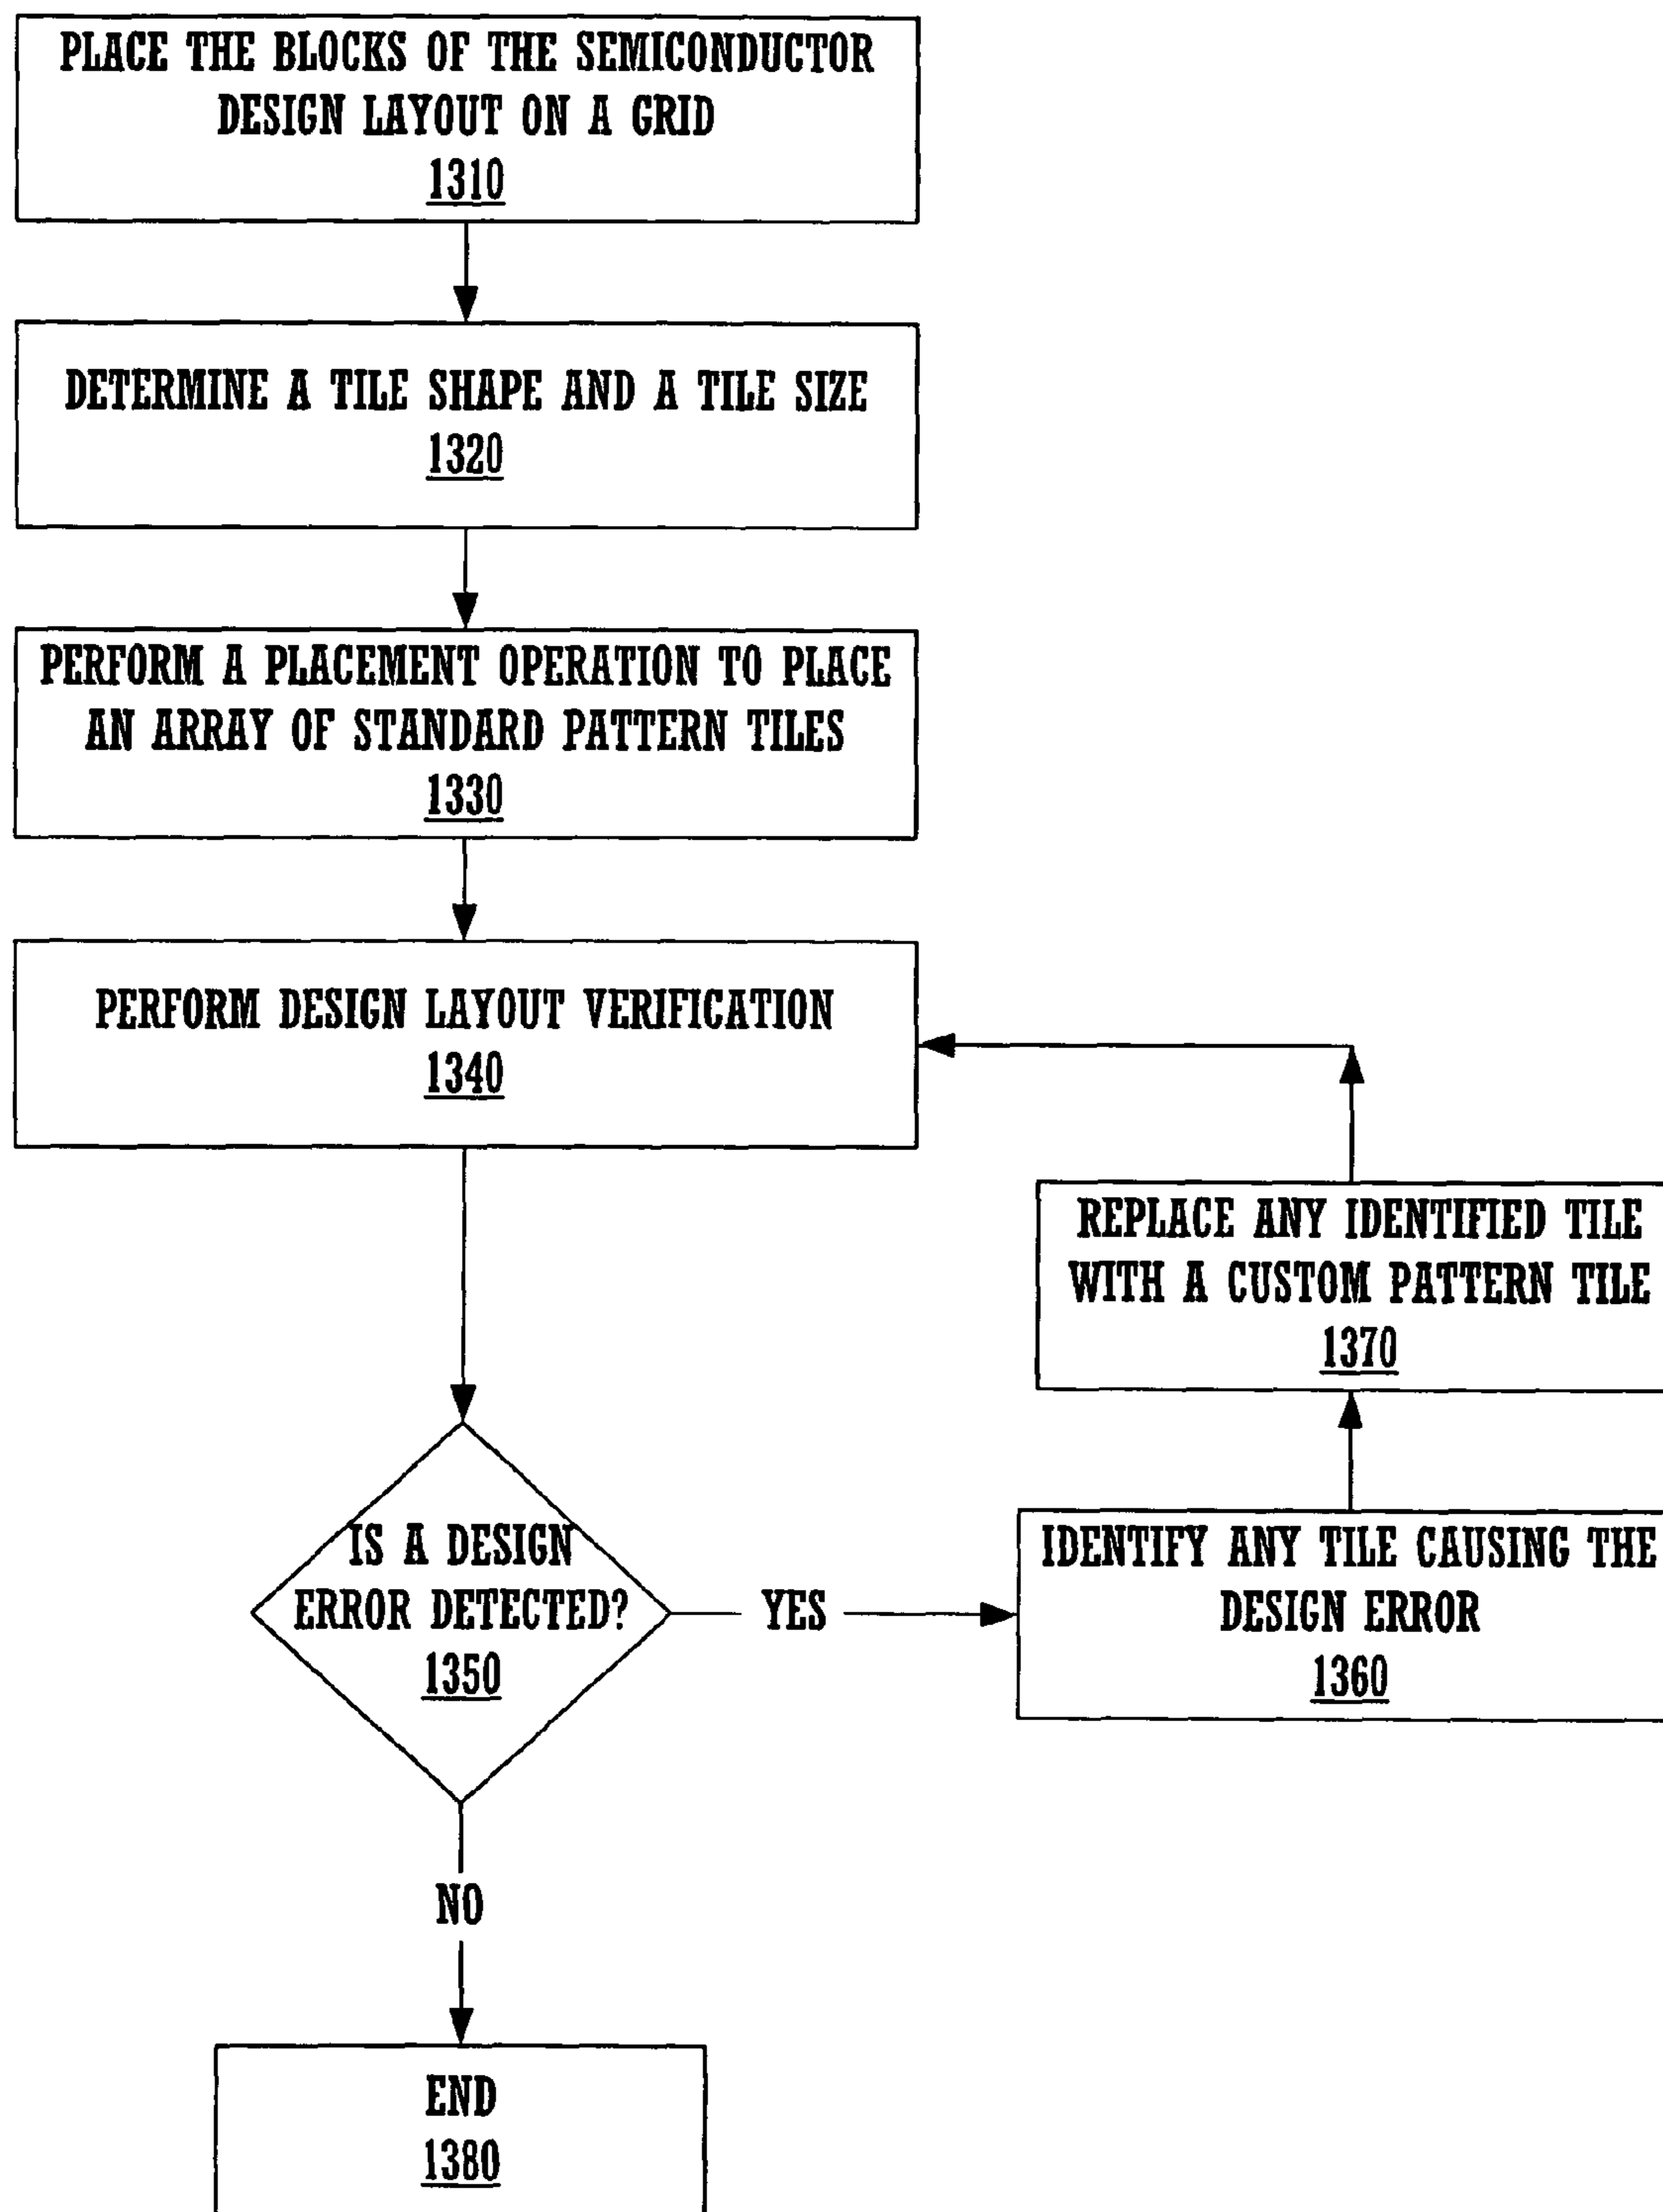 PLACE THE BLOCKS OF THE SEMICONDUCTOR
DESIGN LAYOUT ON A GRID
1310
DETERMINE A TILE SHAPE AND A TILE SIZE
1320
PERFORM A PLACEMENT OPERATION TO PLACE
AN ARRAY OF STANDARD PATTERN TILES
1330
PERFORM DESIGN LAYOUT VERIFICATION
1340
REPLACE ANY IDENTIFIED TILE
WITH A CUSTOM PATTERN TILE
1370
IS A DESIGN
ERROR DETECTED?
1350
YES
IDENTIFY ANY TILE CAUSING THE
DESIGN ERROR
1360
NO
END
1380